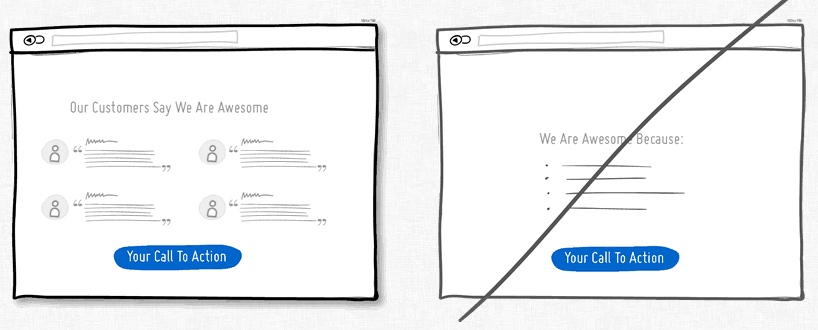 Our Customers Say We Are Awesome
Your Call To Action
We Are Awesome Because:
Your Call To Action